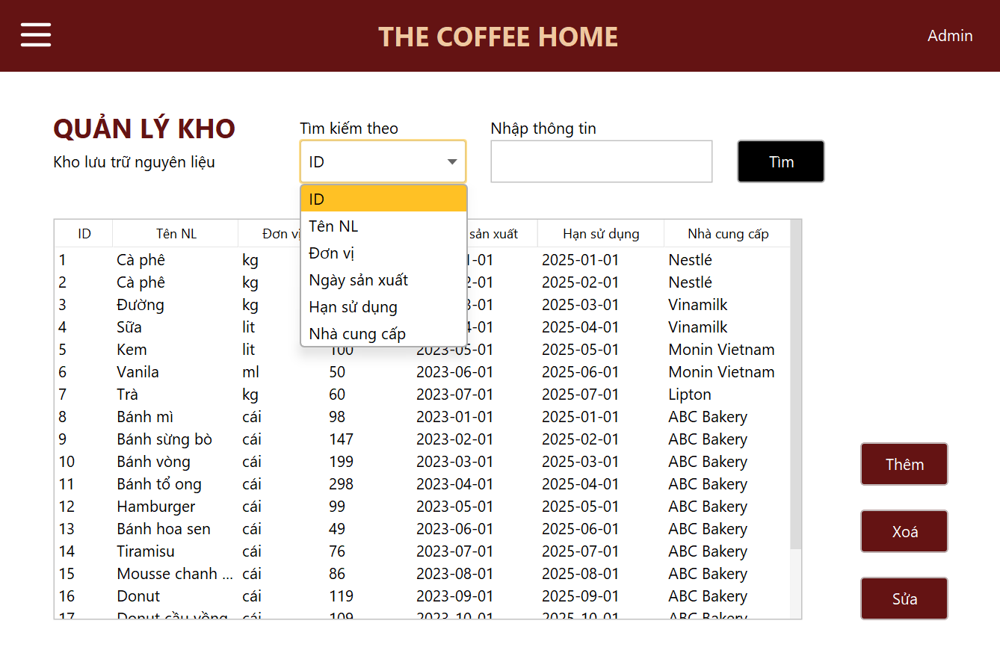 THE COFFEE HOME
Admin
QUẢN LÝ KHO
Kho lưu trữ nguyên liệu
Tìm kiếm theo
ID
Nhập thông tin
Tìm
ID
Tên NL
Đơn vị
Ngày sản xuất
Hạn sử dụng
Nhà cung cấp
ID Tên NL Đơn vị sản xuất Hạn sử dụng Nhà cung cấp
1 Cà phê kg 1-01 2025-01-01 Nestlé
2 Cà phê kg 2-01 2025-02-01 Nestlé
3 Đường kg 3-01 2025-03-01 Vinamilk
4 Sữa lit 4-01 2025-04-01 Vinamilk
5 Kem lit 100 2023-05-01 2025-05-01 Monin Vietnam
6 Vanila ml 50 2023-06-01 2025-06-01 Monin Vietnam
7 Trà kg 60 2023-07-01 2025-07-01 Lipton
8 Bánh mì cái 98 2023-01-01 2025-01-01 ABC Bakery
9 Bánh sừng bò cái 147 2023-02-01 2025-02-01 ABC Bakery
10 Bánh vòng cái 199 2023-03-01 2025-03-01 ABC Bakery
11 Bánh tổ ong cái 298 2023-04-01 2025-04-01 ABC Bakery
12 Hamburger cái 99 2023-05-01 2025-05-01 ABC Bakery
13 Bánh hoa sen cái 49 2023-06-01 2025-06-01 ABC Bakery
14 Tiramisu cái 76 2023-07-01 2025-07-01 ABC Bakery
15 Mousse chanh ... cái 86 2023-08-01 2025-08-01 ABC Bakery
16 Donut cái 119 2023-09-01 2025-09-01 ABC Bakery
17 Donut cầu vồng cái 109 2023-10-01 2025-10-01 ABC Bakery
Thêm
Xoá
Sửa